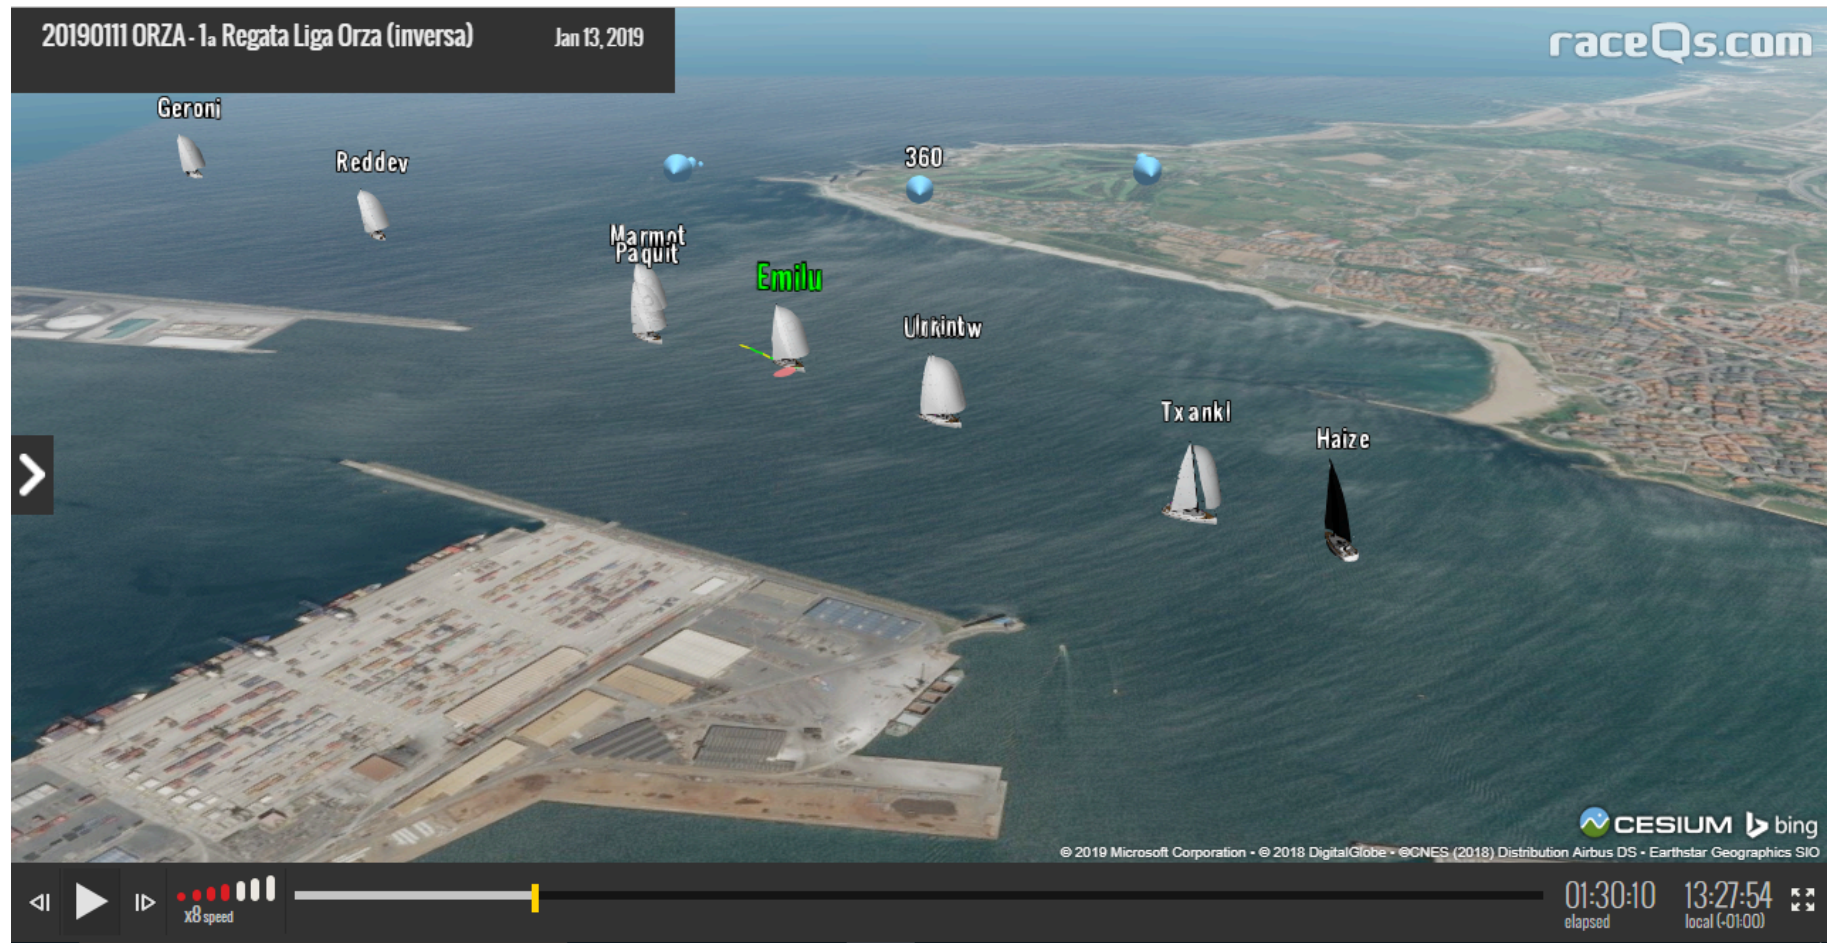 20190111 ORZA - 1a Regata Liga Orza (inversa) Jan 13, 2019
raceQs.com
Geroni
Reddev
360
Marmot
Paquit
Emilu
Txankl
Haize
CESIUM bing
© 2019 Microsoft Corporation • © 2018 DigitalGlobe • ©CNES (2018) Distribution Airbus DS • Earthstar Geographics SIO
x8 speed
01:30:10 13:27:54
elapsed local (+01:00)